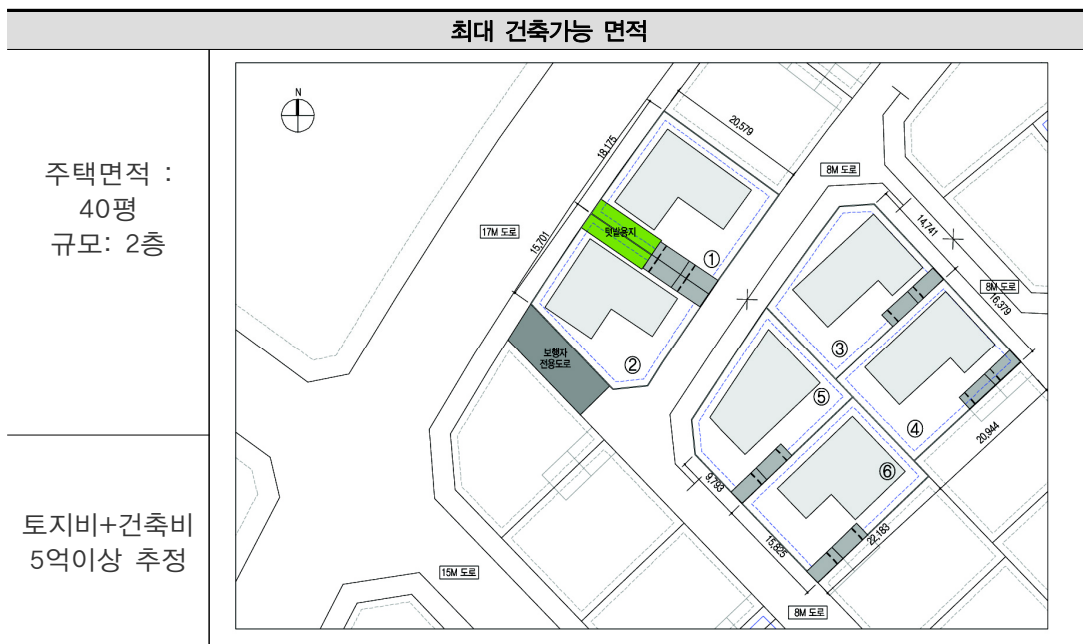 최대 건축가능 면적
주택면적 :
40평
규모: 2층
토지비+건축비
5억이상 추정
N
20,579
18,175
8M 도로
14,741
텃밭용지
17M 도로
①
15,701
8M 도로
16,379
보행자
전용도로
②
③
⑤
④
20,944
⑥
9,793
22,183
15,825
15M 도로
8M 도로